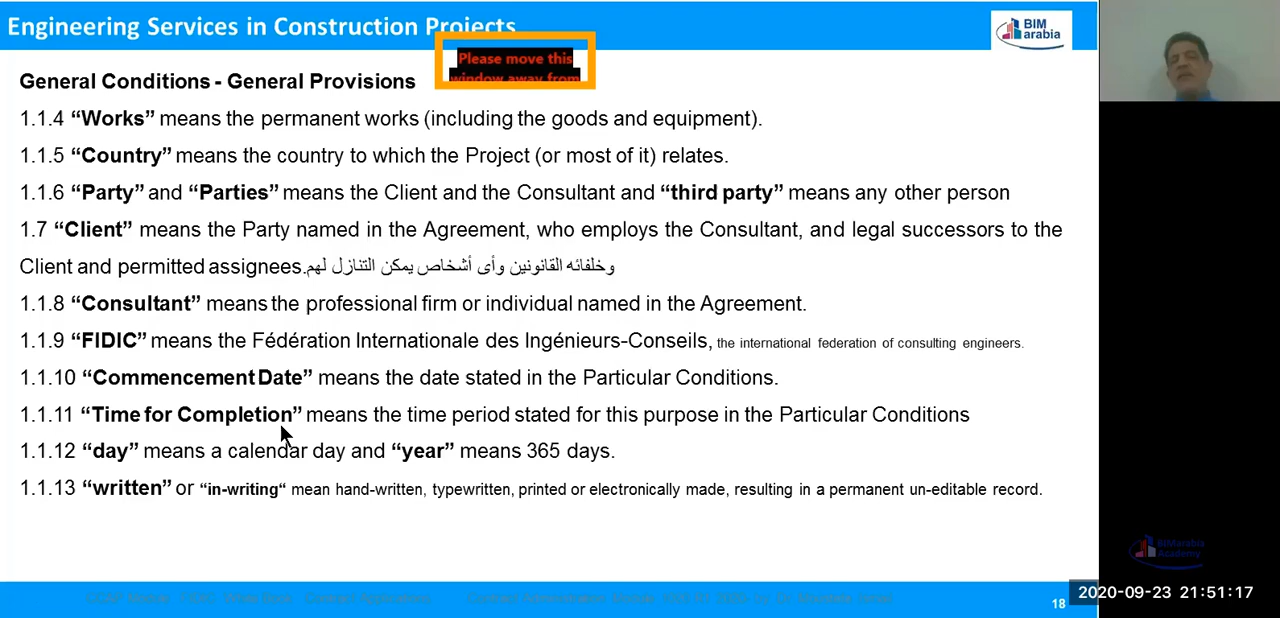 Engineering Services in Construction Projects
BIM
arabia
Please move this
window away from
General Conditions - General Provisions
1.1.4 “Works” means the permanent works (including the goods and equipment).
1.1.5 “Country” means the country to which the Project (or most of it) relates.
1.1.6 “Party” and “Parties” means the Client and the Consultant and “third party” means any other person
1.7 “Client” means the Party named in the Agreement, who employs the Consultant, and legal successors to the
Client and permitted assignees.وخلفائه القانونين وأى أشخاص يمكن التنازل لهم
1.1.8 “Consultant” means the professional firm or individual named in the Agreement.
1.1.9 “FIDIC” means the Fédération Internationale des Ingénieurs-Conseils, the international federation of consulting engineers.
1.1.10 “Commencement Date” means the date stated in the Particular Conditions.
1.1.11 “Time for Completion” means the time period stated for this purpose in the Particular Conditions
1.1.12 “day” means a calendar day and “year” means 365 days.
1.1.13 “written” or “in-writing“ mean hand-written, typewritten, printed or electronically made, resulting in a permanent un-editable record.
BIMarabia
Academy
18
2020-09-23 21:51:17